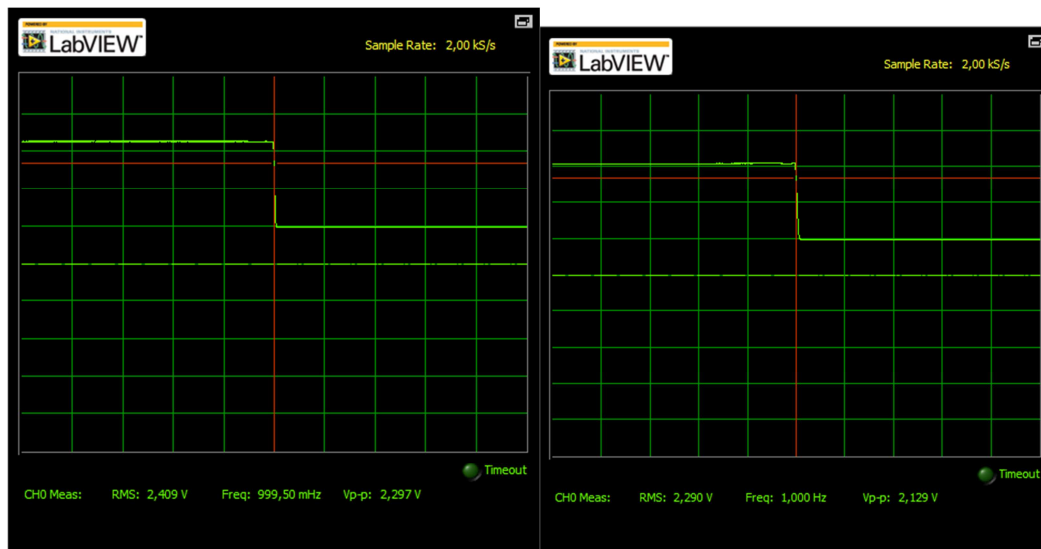 POWERED BY
NATIONAL INSTRUMENTS
LabVIEW™
Sample Rate: 2,00 kS/s
Timeout
CH0 Meas: RMS: 2,409 V Freq: 999,50 mHz Vp-p: 2,297 V
POWERED BY
NATIONAL INSTRUMENTS
LabVIEW™
Sample Rate: 2,00 kS/s
Timeout
CH0 Meas: RMS: 2,290 V Freq: 1,000 Hz Vp-p: 2,129 V